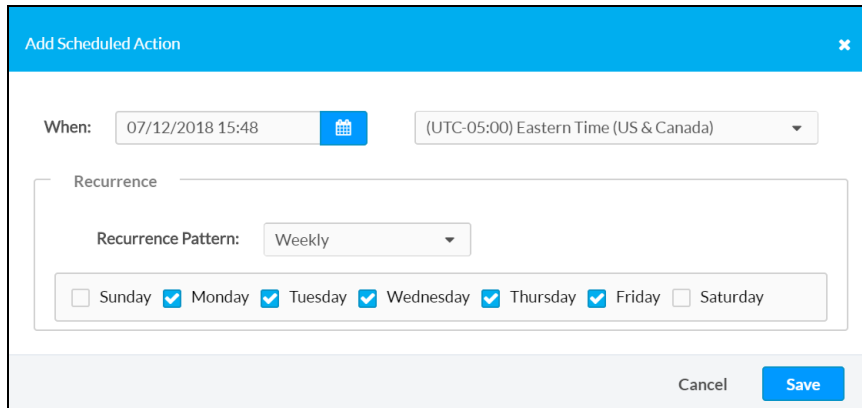 Add Scheduled Action
When: 07/12/2018 15:48 (UTC-05:00) Eastern Time (US & Canada)
Recurrence
Recurrence Pattern: Weekly
Sunday Monday Tuesday Wednesday Thursday Friday Saturday
Cancel Save